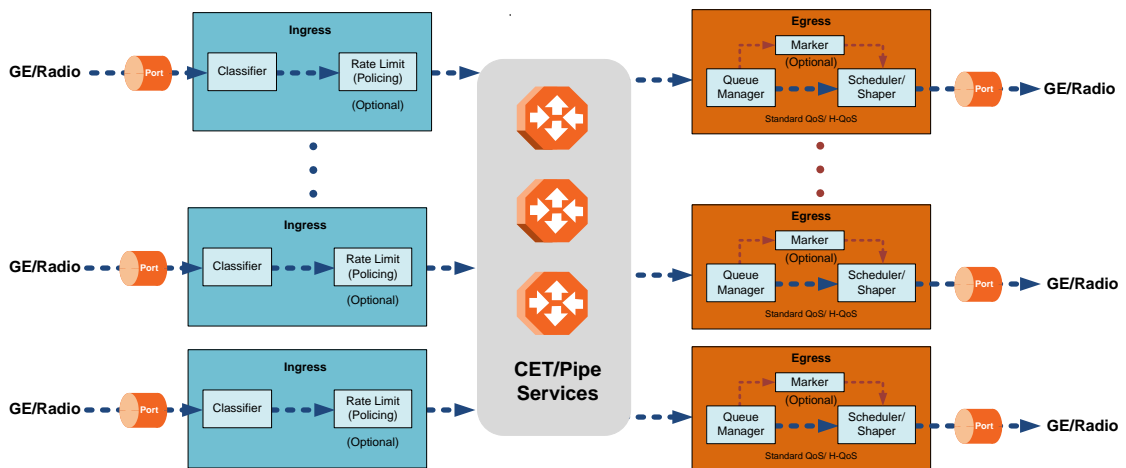 Ingress
GE/Radio
Port
Classifier
Rate Limit
(Policing)
(Optional)
Egress
Marker
(Optional)
Queue
Manager
Scheduler/
Shaper
Standard QoS/ H-QoS
Port
GE/Radio
Ingress
GE/Radio
Port
Classifier
Rate Limit
(Policing)
(Optional)
Egress
Marker
(Optional)
Queue
Manager
Scheduler/
Shaper
Standard QoS/ H-QoS
Port
GE/Radio
CET/Pipe
Services
Ingress
GE/Radio
Port
Classifier
Rate Limit
(Policing)
(Optional)
Egress
Marker
(Optional)
Queue
Manager
Scheduler/
Shaper
Standard QoS/ H-QoS
Port
GE/Radio